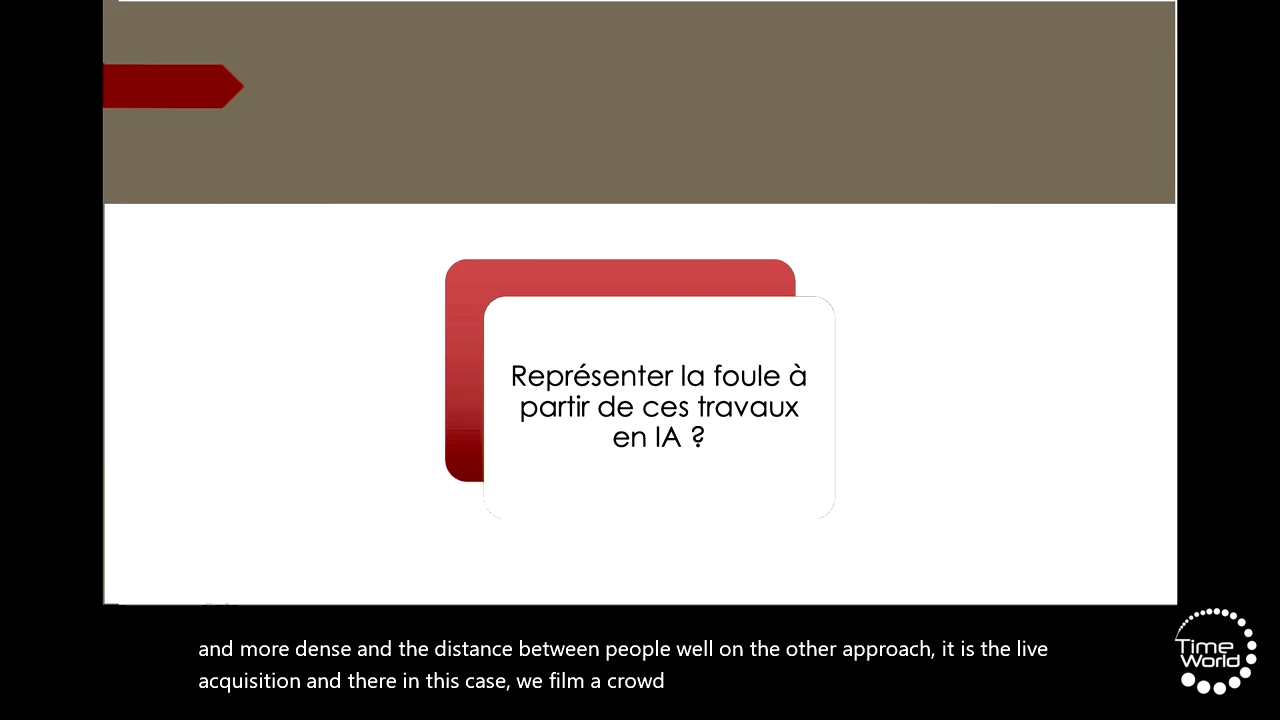 Représenter la foule à
partir de ces travaux
en IA ?
and more dense and the distance between people well on the other approach, it is the live
acquisition and there in this case, we film a crowd
Time
World